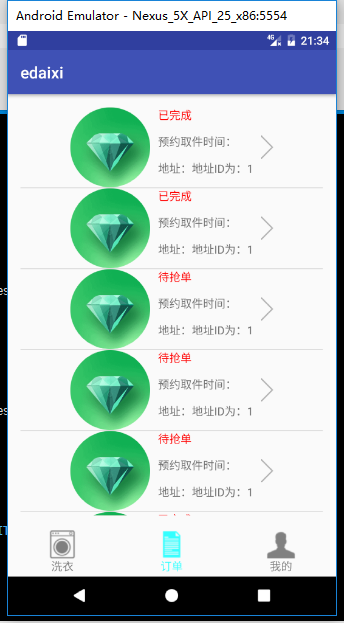 Android Emulator - Nexus_5X_API_25_x86:5554
4G 21:34
edaixi
已完成
预约取件时间：
地址：地址ID为：1
已完成
预约取件时间：
地址：地址ID为：1
待抢单
预约取件时间：
地址：地址ID为：1
待抢单
预约取件时间：
地址：地址ID为：1
待抢单
预约取件时间：
地址：地址ID为：1
洗衣
订单
我的